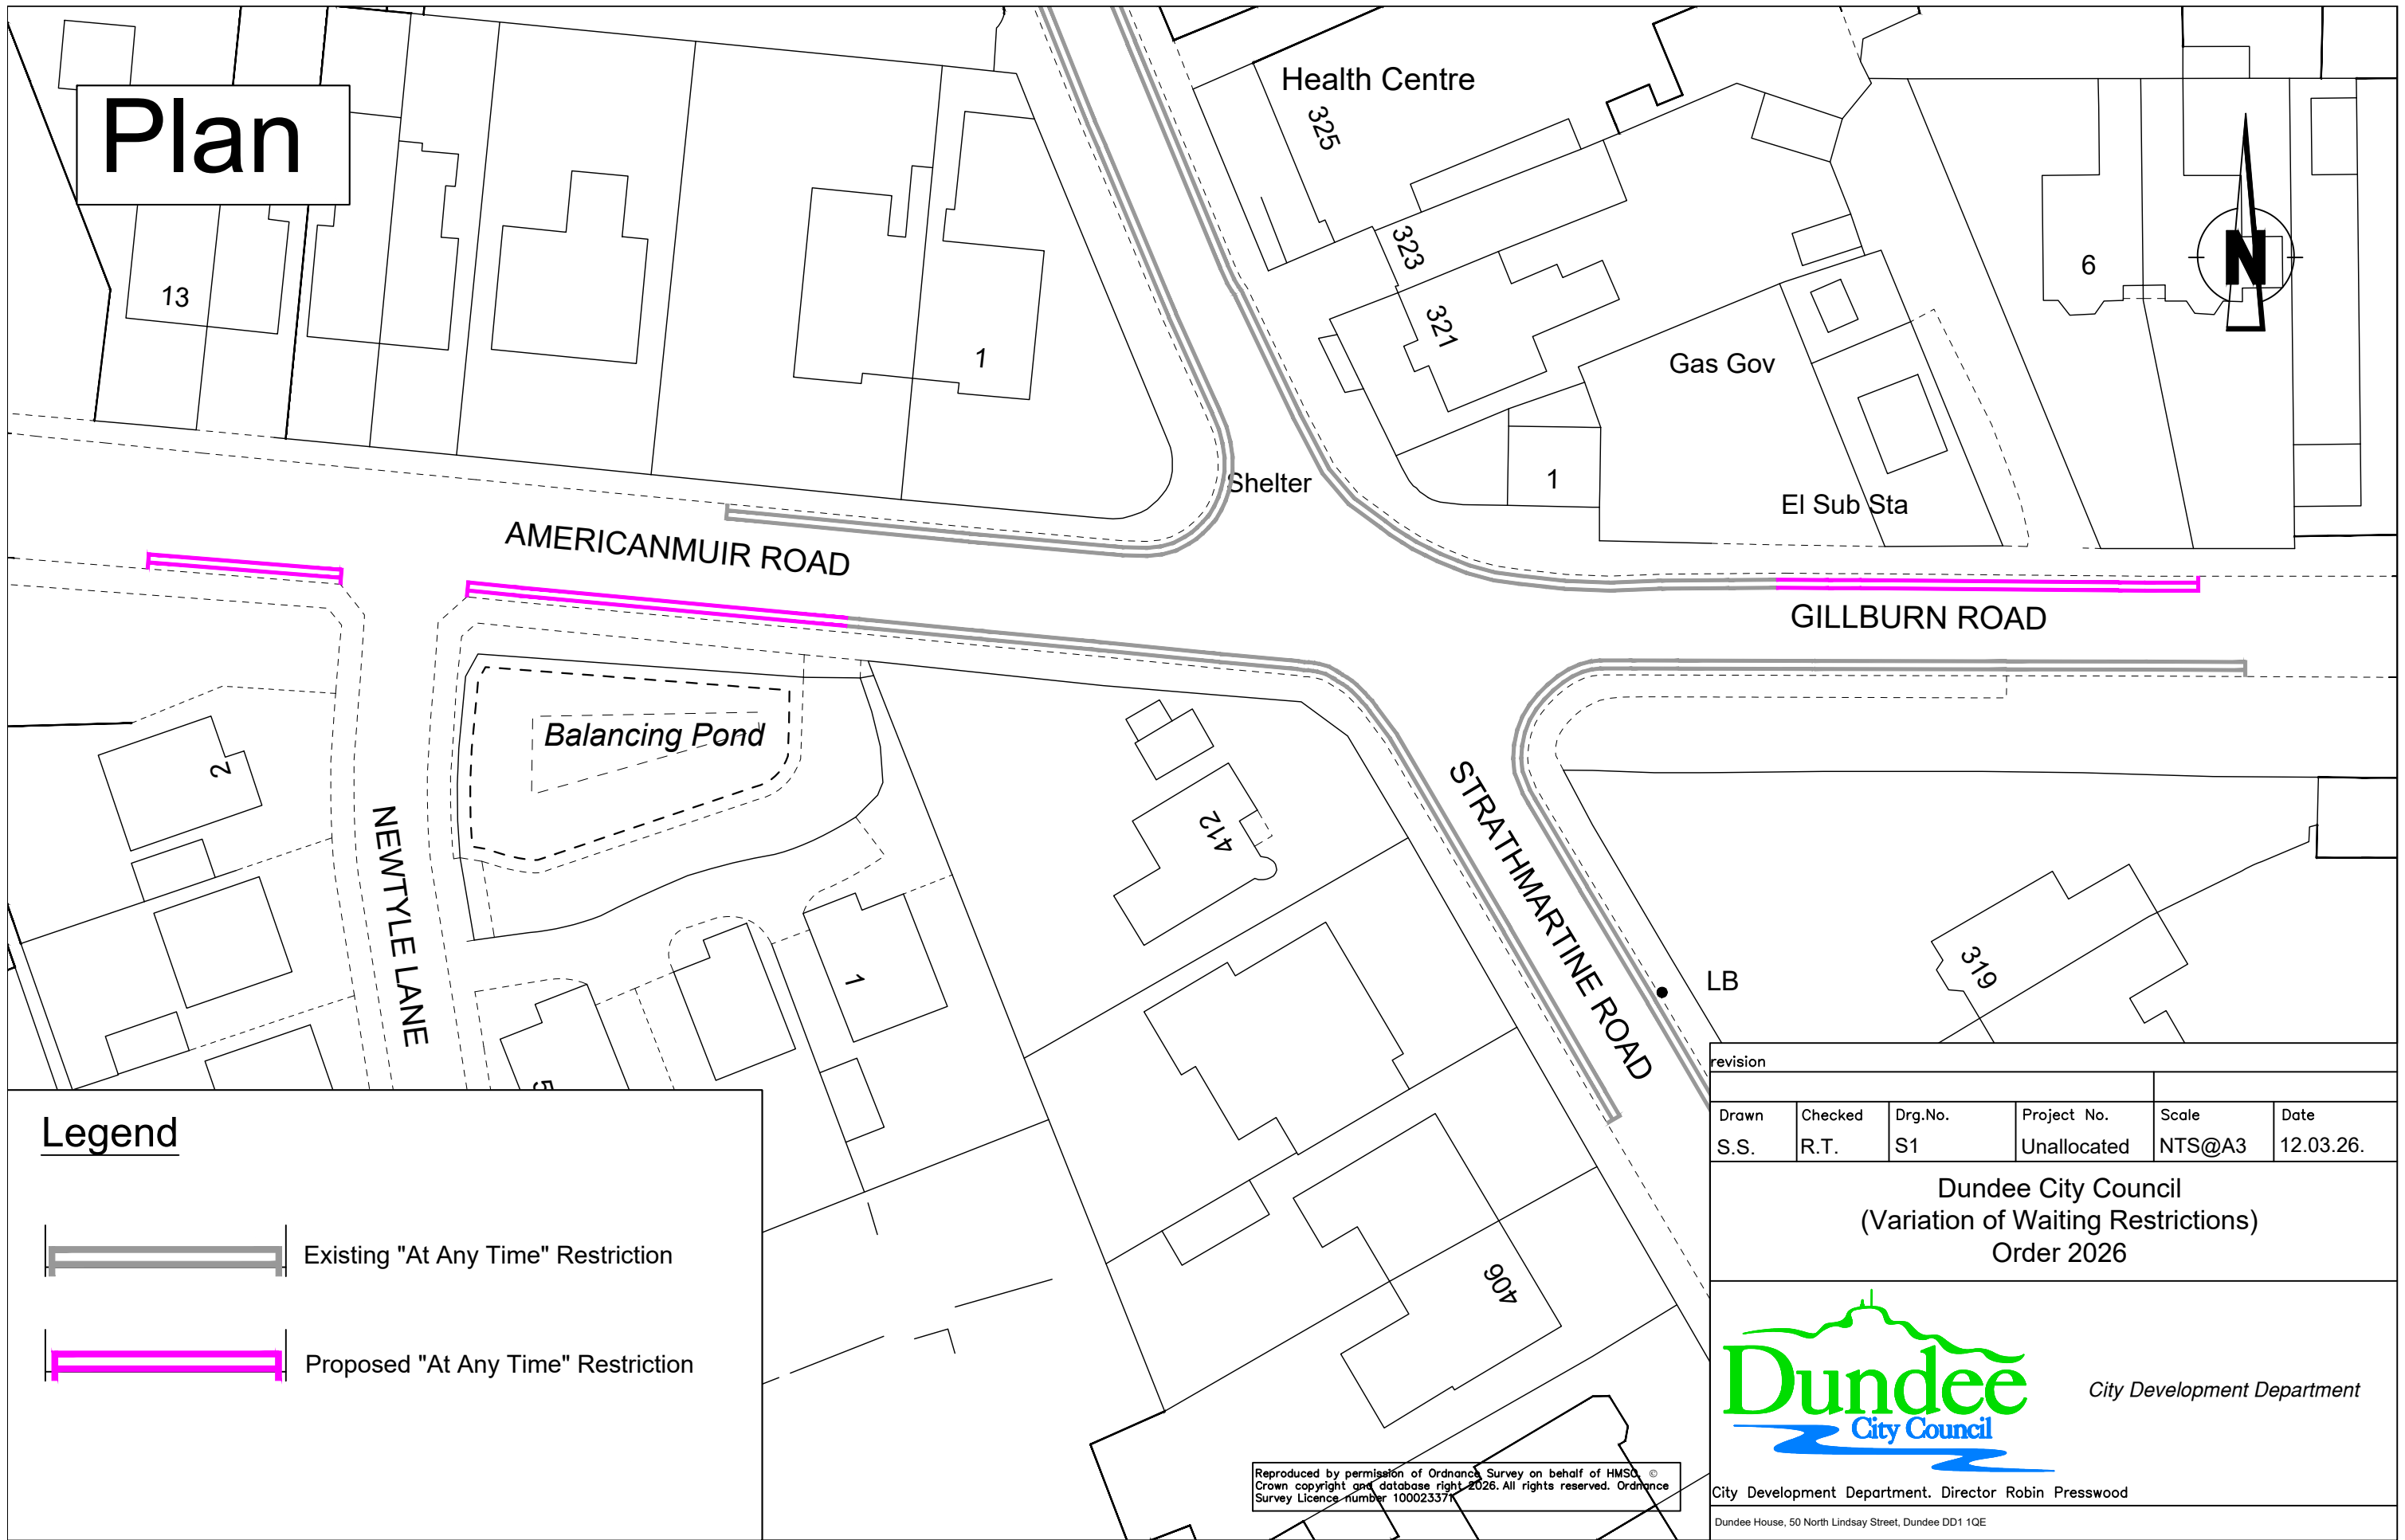 Plan
Health Centre
325
323
321
13
1
6
Gas Gov
1
El Sub Sta
Shelter
N
AMERICANMUIR ROAD
GILLBURN ROAD
Balancing Pond
2
NEWTYLE LANE
412
STRATHMARTINE ROAD
1
LB
319
5
406
Legend
Existing "At Any Time" Restriction
Proposed "At Any Time" Restriction
revision
Drawn Checked Drg.No. Project No. Scale Date
S.S. R.T. S1 Unallocated NTS@A3 12.03.26.
Dundee City Council
(Variation of Waiting Restrictions)
Order 2026
Dundee
City Council
City Development Department
City Development Department. Director Robin Presswood
Dundee House, 50 North Lindsay Street, Dundee DD1 1QE
Reproduced by permission of Ordnance Survey on behalf of HMSO. ©
Crown copyright and database right 2026. All rights reserved. Ordnance
Survey Licence number 100023371